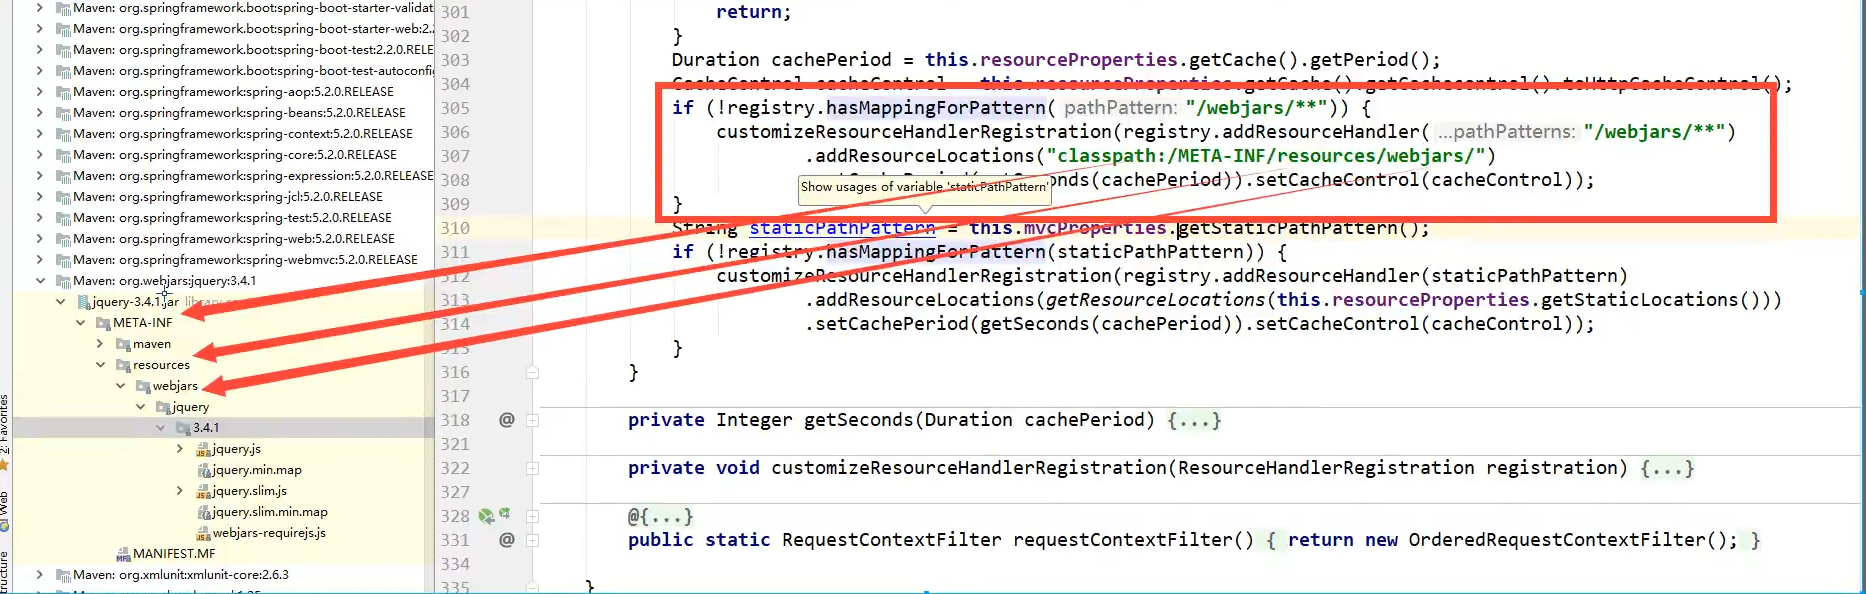 Maven: org.springframework.boot:spring-boot-starter-validat
Maven: org.springframework.boot:spring-boot-starter-web:2.2.
Maven: org.springframework.boot:spring-boot-test:2.2.0.RELE
Maven: org.springframework.boot:spring-boot-test-autoconfig
Maven: org.springframework:spring-aop:5.2.0.RELEASE
Maven: org.springframework:spring-beans:5.2.0.RELEASE
Maven: org.springframework:spring-context:5.2.0.RELEASE
Maven: org.springframework:spring-core:5.2.0.RELEASE
Maven: org.springframework:spring-expression:5.2.0.RELEASE
Maven: org.springframework:spring-jcl:5.2.0.RELEASE
Maven: org.springframework:spring-test:5.2.0.RELEASE
Maven: org.springframework:spring-web:5.2.0.RELEASE
Maven: org.springframework:spring-webmvc:5.2.0.RELEASE
Maven: org.webjars:jquery:3.4.1
jquery-3.4.1.jar library
META-INF
maven
resources
webjars
jquery
3.4.1
jquery.js
jquery.min.map
jquery.slim.js
jquery.slim.min.map
webjars-requirejs.js
MANIFEST.MF
Maven: org.xmlunit:xmlunit-core:2.6.3
2: Favorites
Web
301 return;
302 }
303 Duration cachePeriod = this.resourceProperties.getCache().getPeriod();
304 CacheControl cacheControl = this.resourceProperties.getCache().getCachecontrol().toHttpCacheControl();
305 if (!registry.hasMappingForPattern( pathPattern: "/webjars/**")) {
306 customizeResourceHandlerRegistration(registry.addResourceHandler( ...pathPatterns: "/webjars/**")
307 .addResourceLocations("classpath:/META-INF/resources/webjars/")
308 (cachePeriod)).setCacheControl(cacheControl));
Show usages of variable 'staticPathPattern'
309 }
310 String staticPathPattern = this.mvcProperties.getStaticPathPattern();
311 if (!registry.hasMappingForPattern(staticPathPattern)) {
312 customizeResourceHandlerRegistration(registry.addResourceHandler(staticPathPattern)
313 .addResourceLocations(getResourceLocations(this.resourceProperties.getStaticLocations()))
314 .setCachePeriod(getSeconds(cachePeriod)).setCacheControl(cacheControl));
315 }
316 }
317
318 @ private Integer getSeconds(Duration cachePeriod) {...}
321
322 private void customizeResourceHandlerRegistration(ResourceHandlerRegistration registration) {...}
327
328 @{...}
331 @ public static RequestContextFilter requestContextFilter() { return new OrderedRequestContextFilter(); }
334
335 }